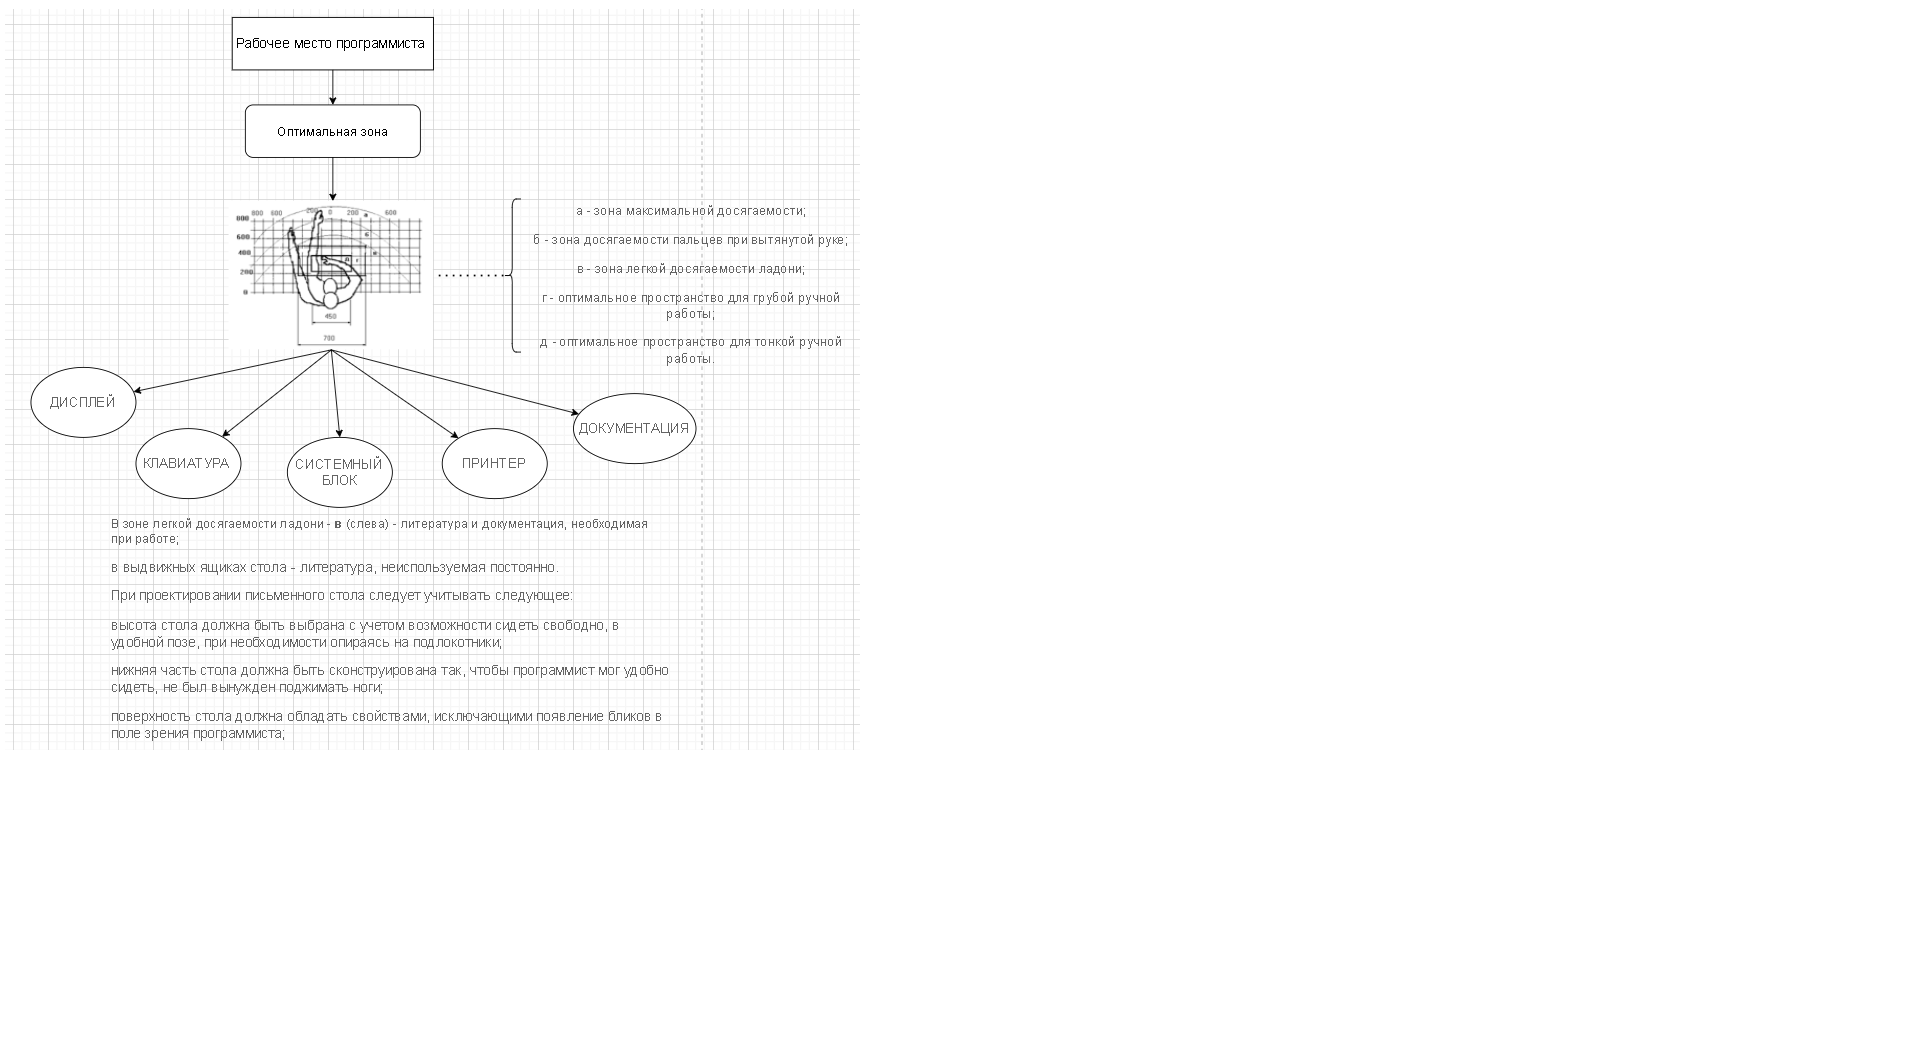 Рабочее место программиста
Оптимальная зона
800 600 200 0 200 600
800
600
400
200
0
а
б
в
г
450
700
а - зона максимальной досягаемости;
б - зона досягаемости пальцев при вытянутой руке;
в - зона легкой досягаемости ладони;
г - оптимальное пространство для грубой ручной
работы;
д - оптимальное пространство для тонкой ручной
работы.
ДИСПЛЕЙ
КЛАВИАТУРА
СИСТЕМНЫЙ
БЛОК
ПРИНТЕР
ДОКУМЕНТАЦИЯ
В зоне легкой досягаемости ладони - в (слева) - литература и документация, необходимая
при работе;
в выдвижных ящиках стола - литература, неиспользуемая постоянно.
При проектировании письменного стола следует учитывать следующее:
высота стола должна быть выбрана с учетом возможности сидеть свободно, в
удобной позе, при необходимости опираясь на подлокотники;
нижняя часть стола должна быть сконструирована так, чтобы программист мог удобно
сидеть, не был вынужден поджимать ноги;
поверхность стола должна обладать свойствами, исключающими появление бликов в
поле зрения программиста;